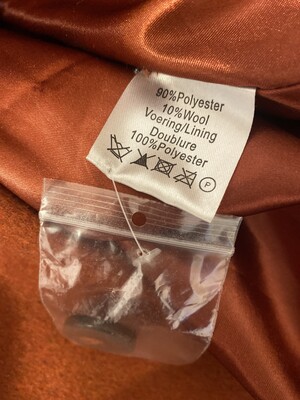 90%Polyester
10%Wool
Voering/Lining
Doublure
100%Polyester
P